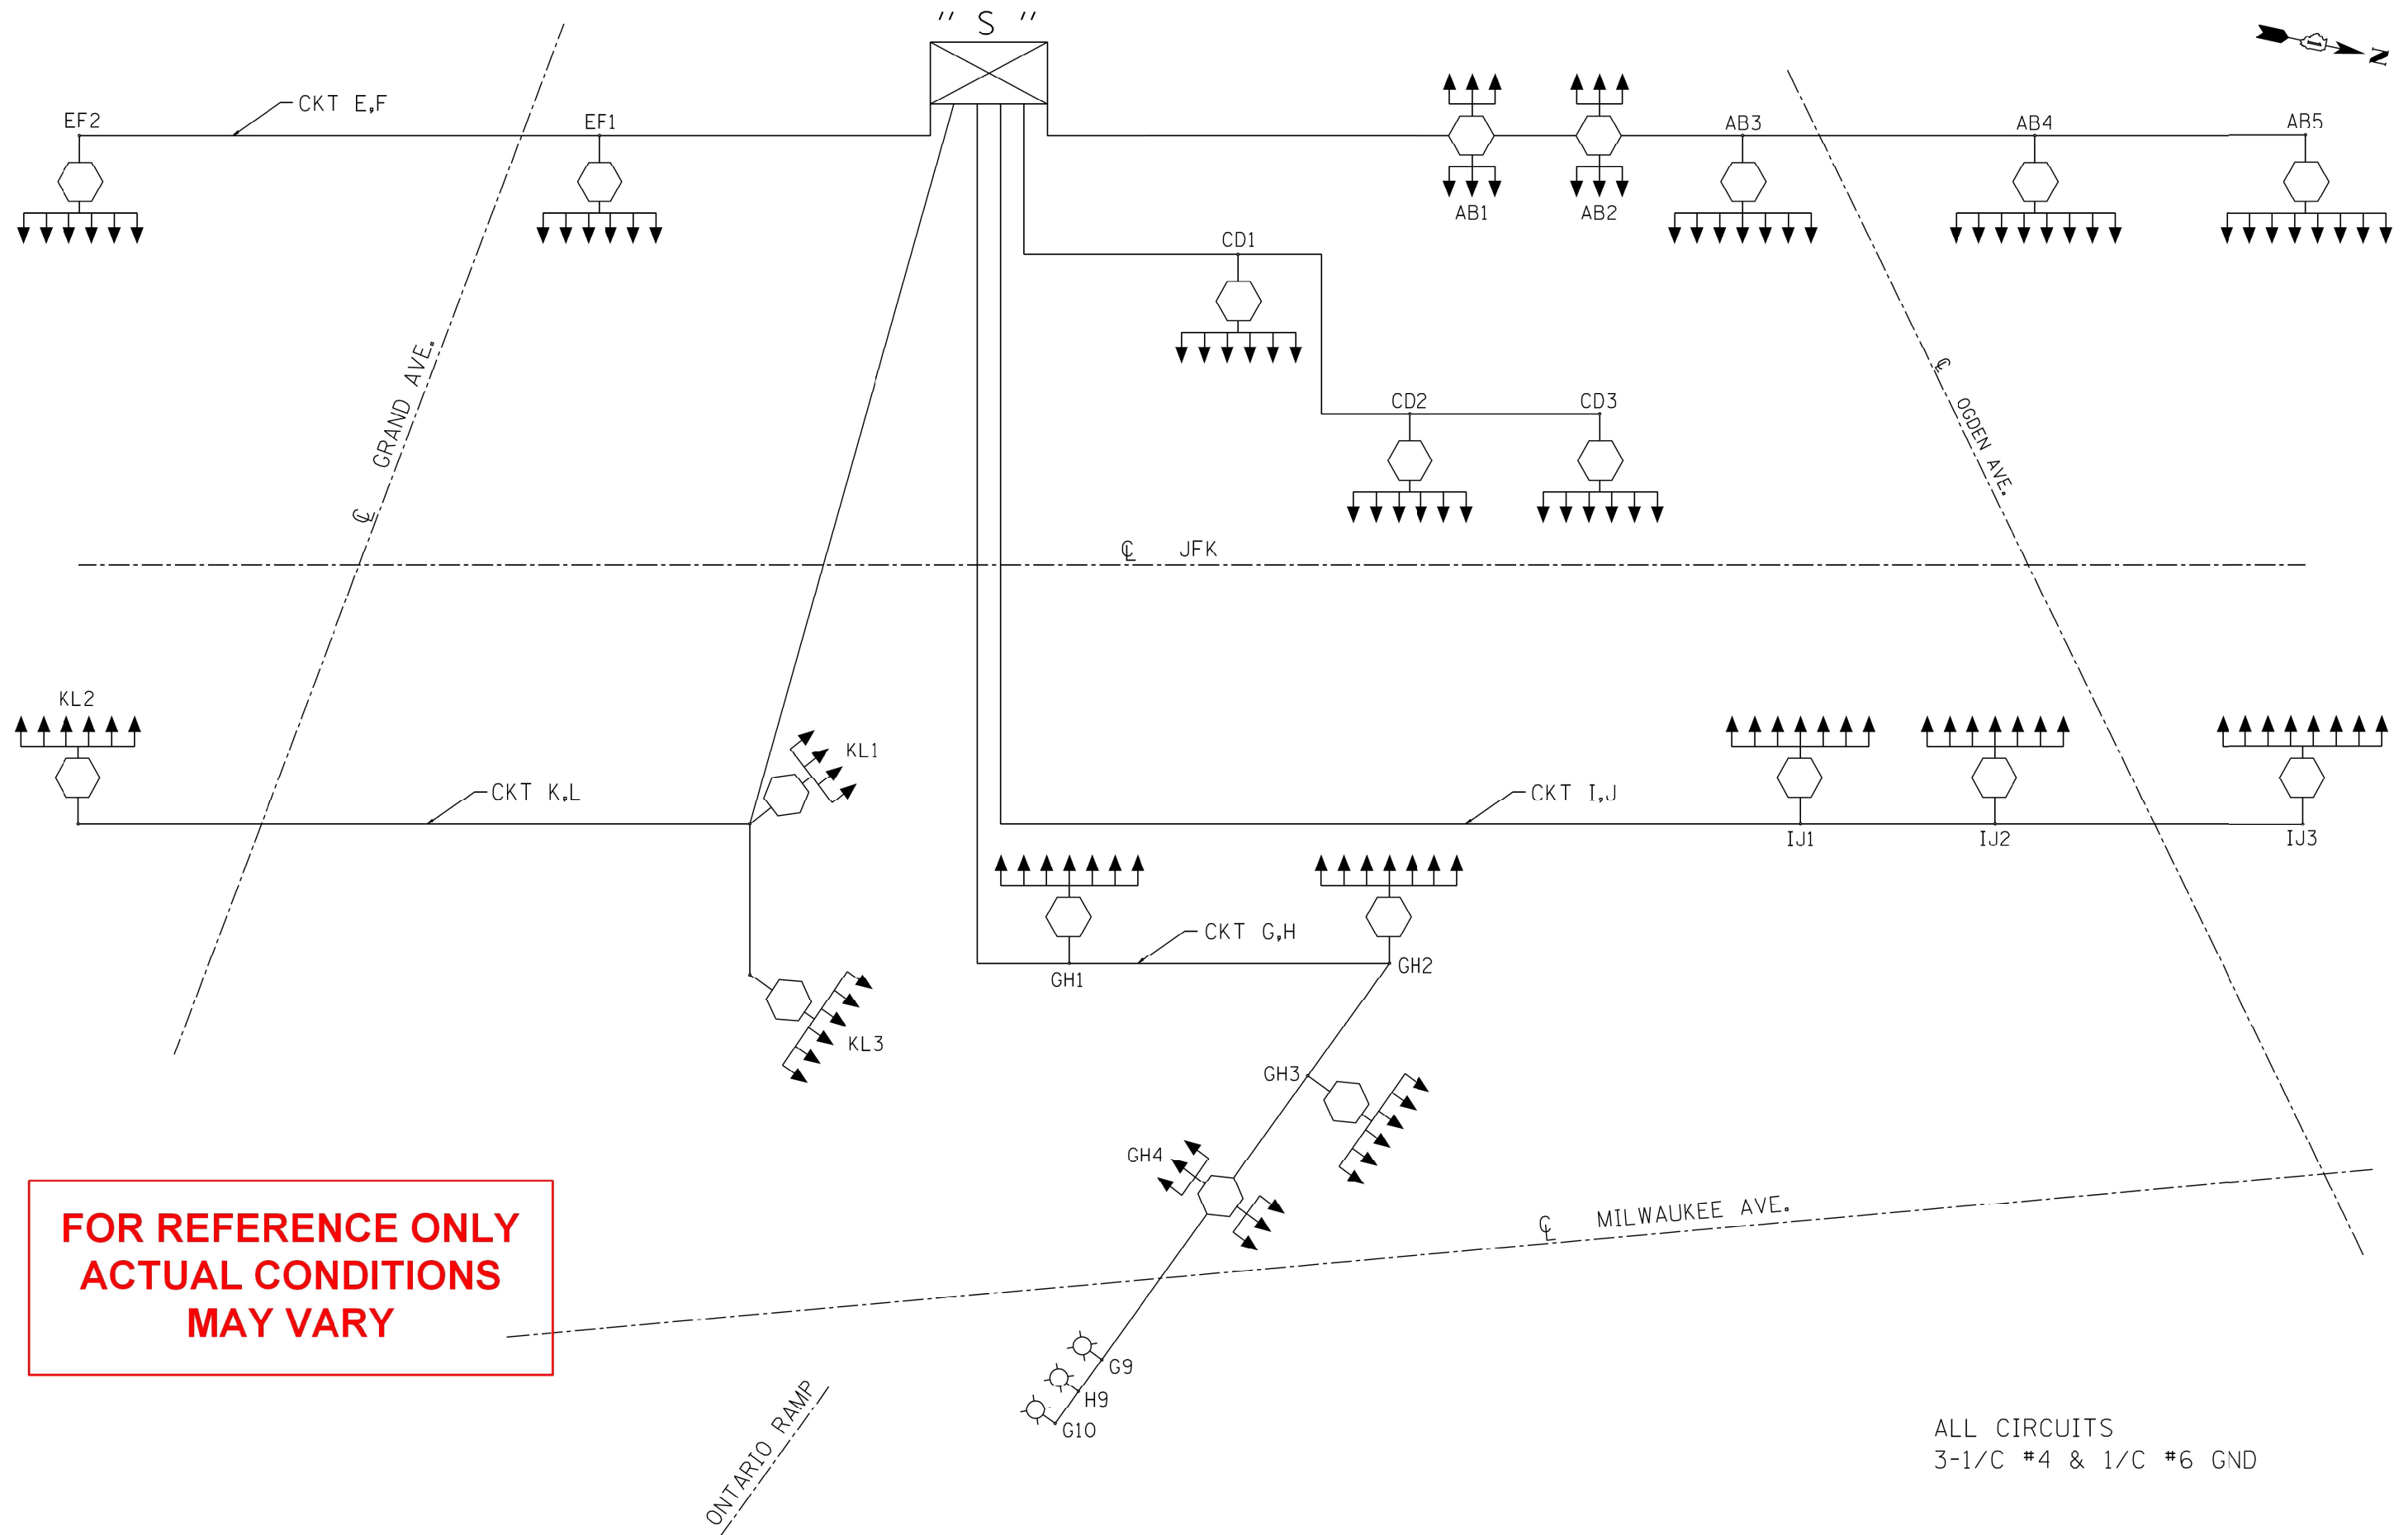 " S "
N
CKT E,F
EF2
EF1
AB3
AB4
AB5
AB1
AB2
CD1
GRAND AVE.
℄
℄
OGDEN AVE.
CD2
CD3
℄ JFK
KL2
KL1
CKT K,L
CKT I,J
IJ1
IJ2
IJ3
CKT G,H
GH1
GH2
KL3
GH3
GH4
℄ MILWAUKEE AVE.
FOR REFERENCE ONLY
ACTUAL CONDITIONS
MAY VARY
G9
H9
G10
ONTARIO RAMP
ALL CIRCUITS
3-1/C #4 & 1/C #6 GND